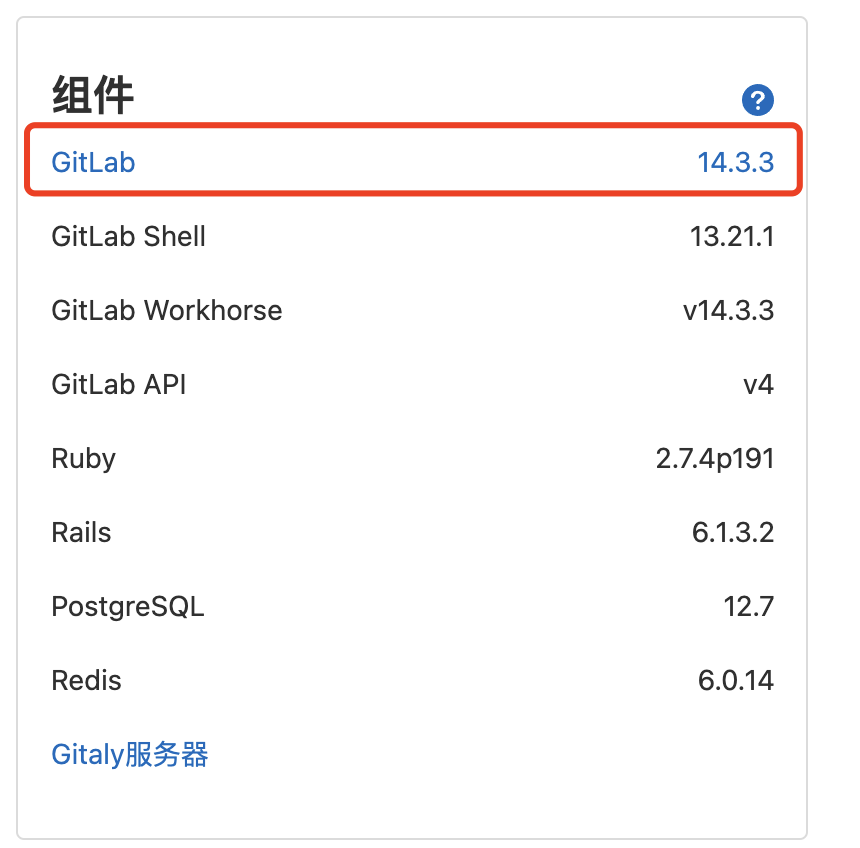 组件
GitLab 14.3.3
GitLab Shell 13.21.1
GitLab Workhorse v14.3.3
GitLab API v4
Ruby 2.7.4p191
Rails 6.1.3.2
PostgreSQL 12.7
Redis 6.0.14
Gitaly服务器